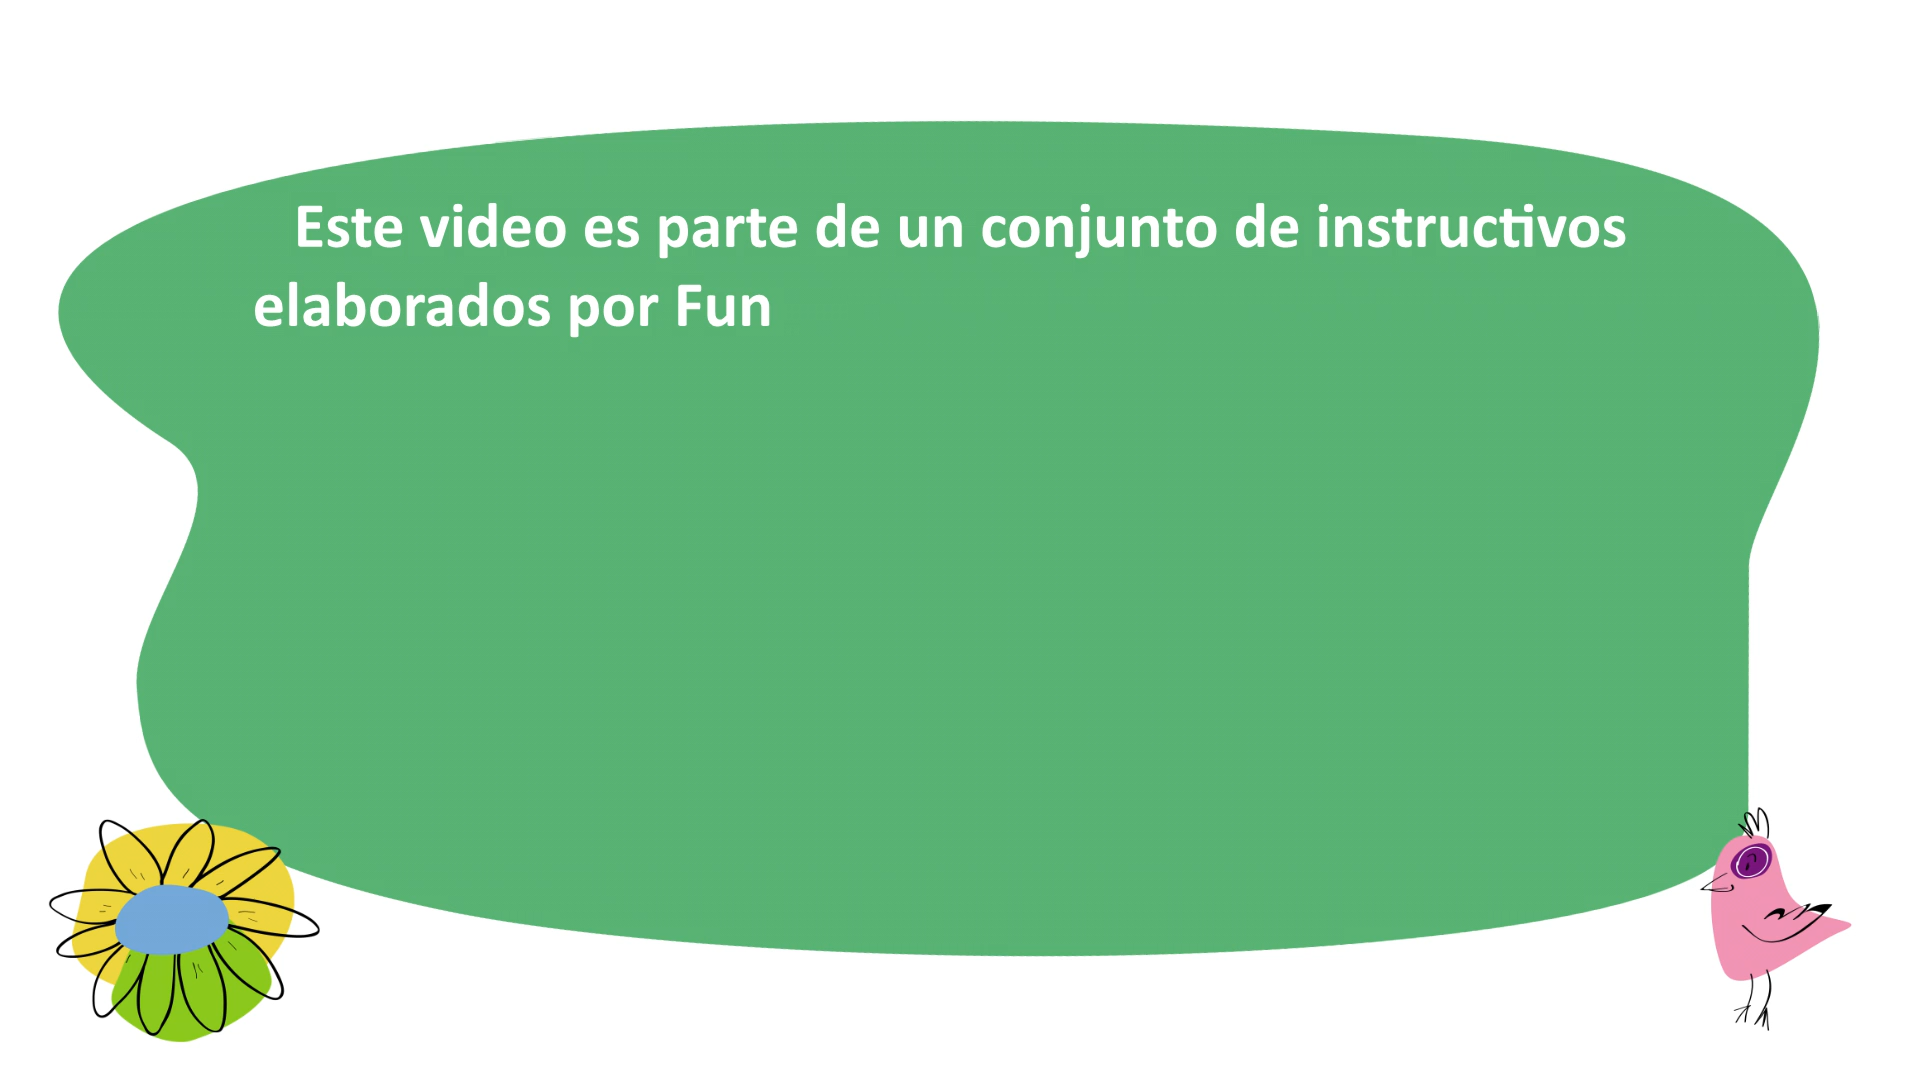 Este video es parte de un conjunto de instructivos
elaborados por Fun